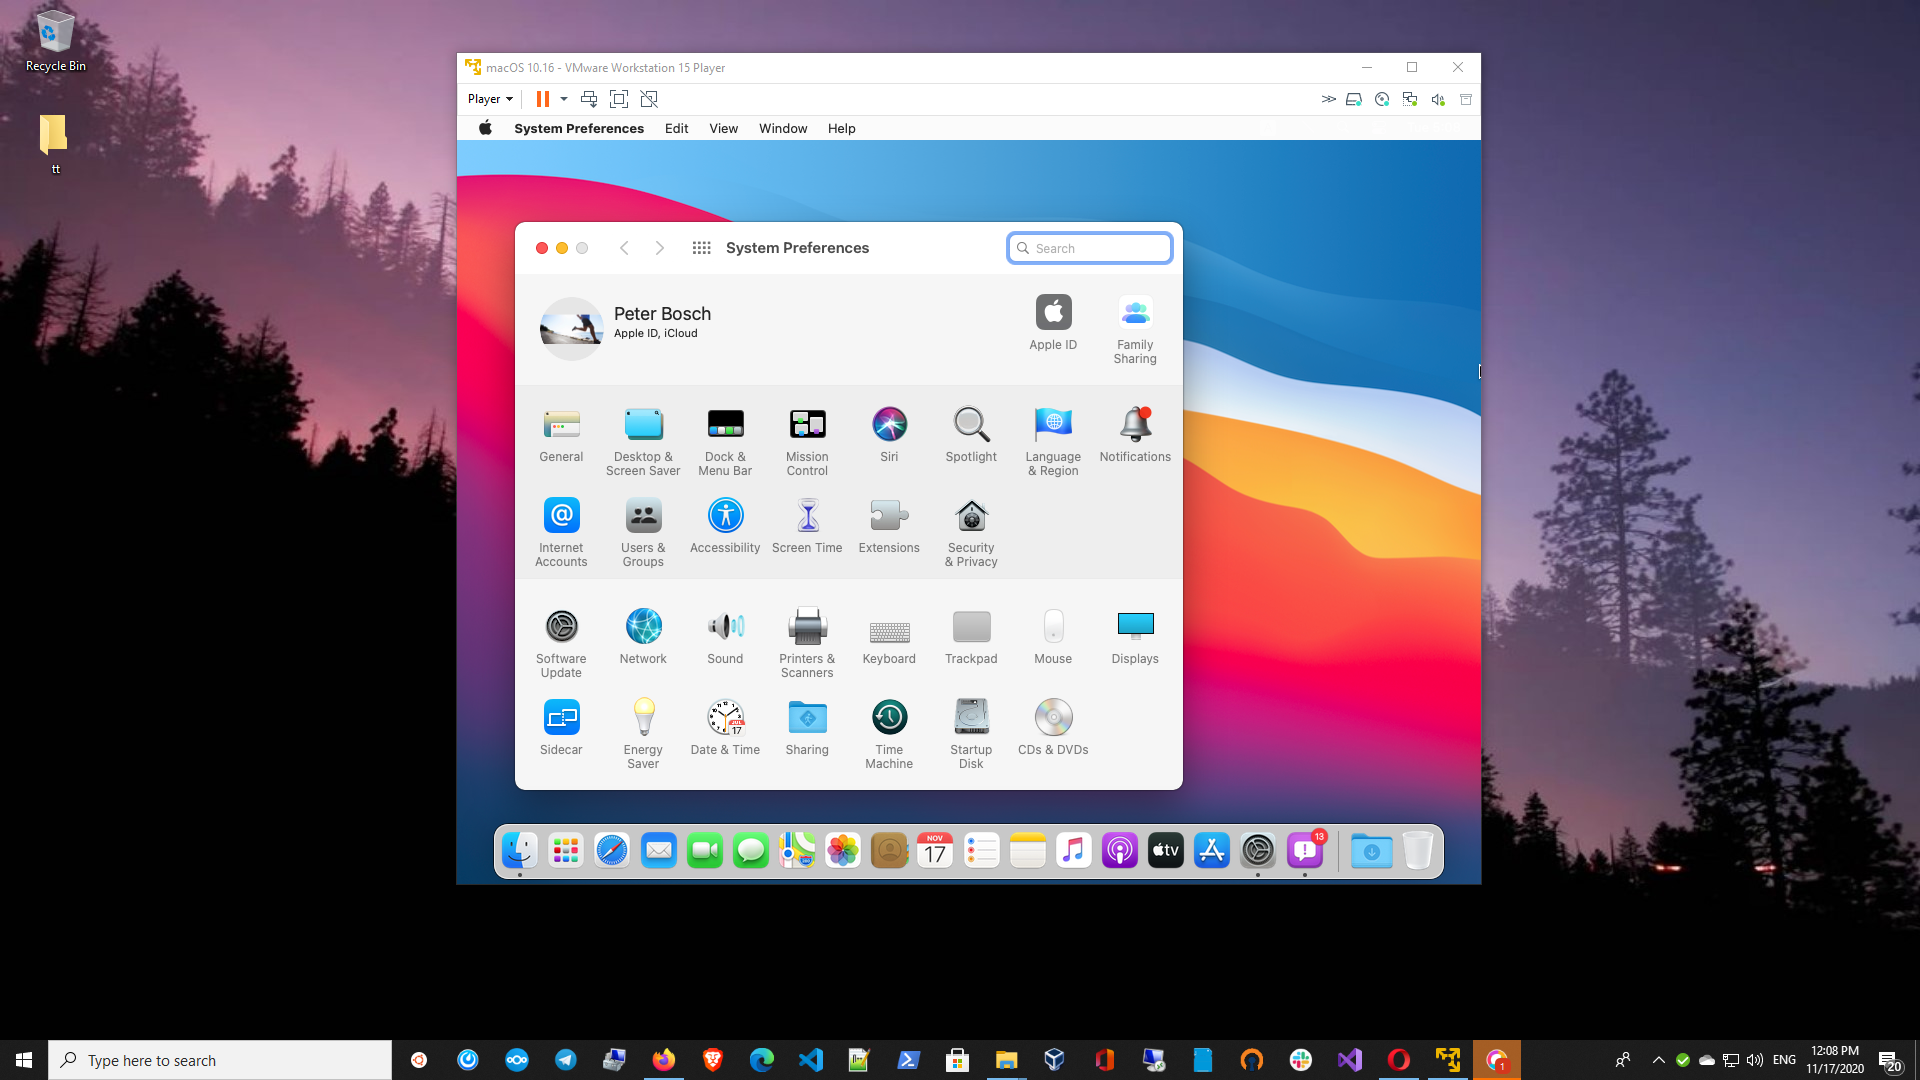 Recycle Bin
tt
macOS 10.16 - VMware Workstation 15 Player
Player
System Preferences Edit View Window Help
System Preferences
Search
Peter Bosch
Apple ID, iCloud
Apple ID
Family
Sharing
General
Desktop &
Screen Saver
Dock &
Menu Bar
Mission
Control
Siri
Spotlight
Language
& Region
Notifications
Internet
Accounts
Users &
Groups
Accessibility
Screen Time
Extensions
Security
& Privacy
Software
Update
Network
Sound
Printers &
Scanners
Keyboard
Trackpad
Mouse
Displays
Sidecar
Energy
Saver
JUL
17
Date & Time
Sharing
Time
Machine
Startup
Disk
CDs & DVDs
NOV
17
tv
13
Type here to search
1
ENG
12:08 PM
11/17/2020
20